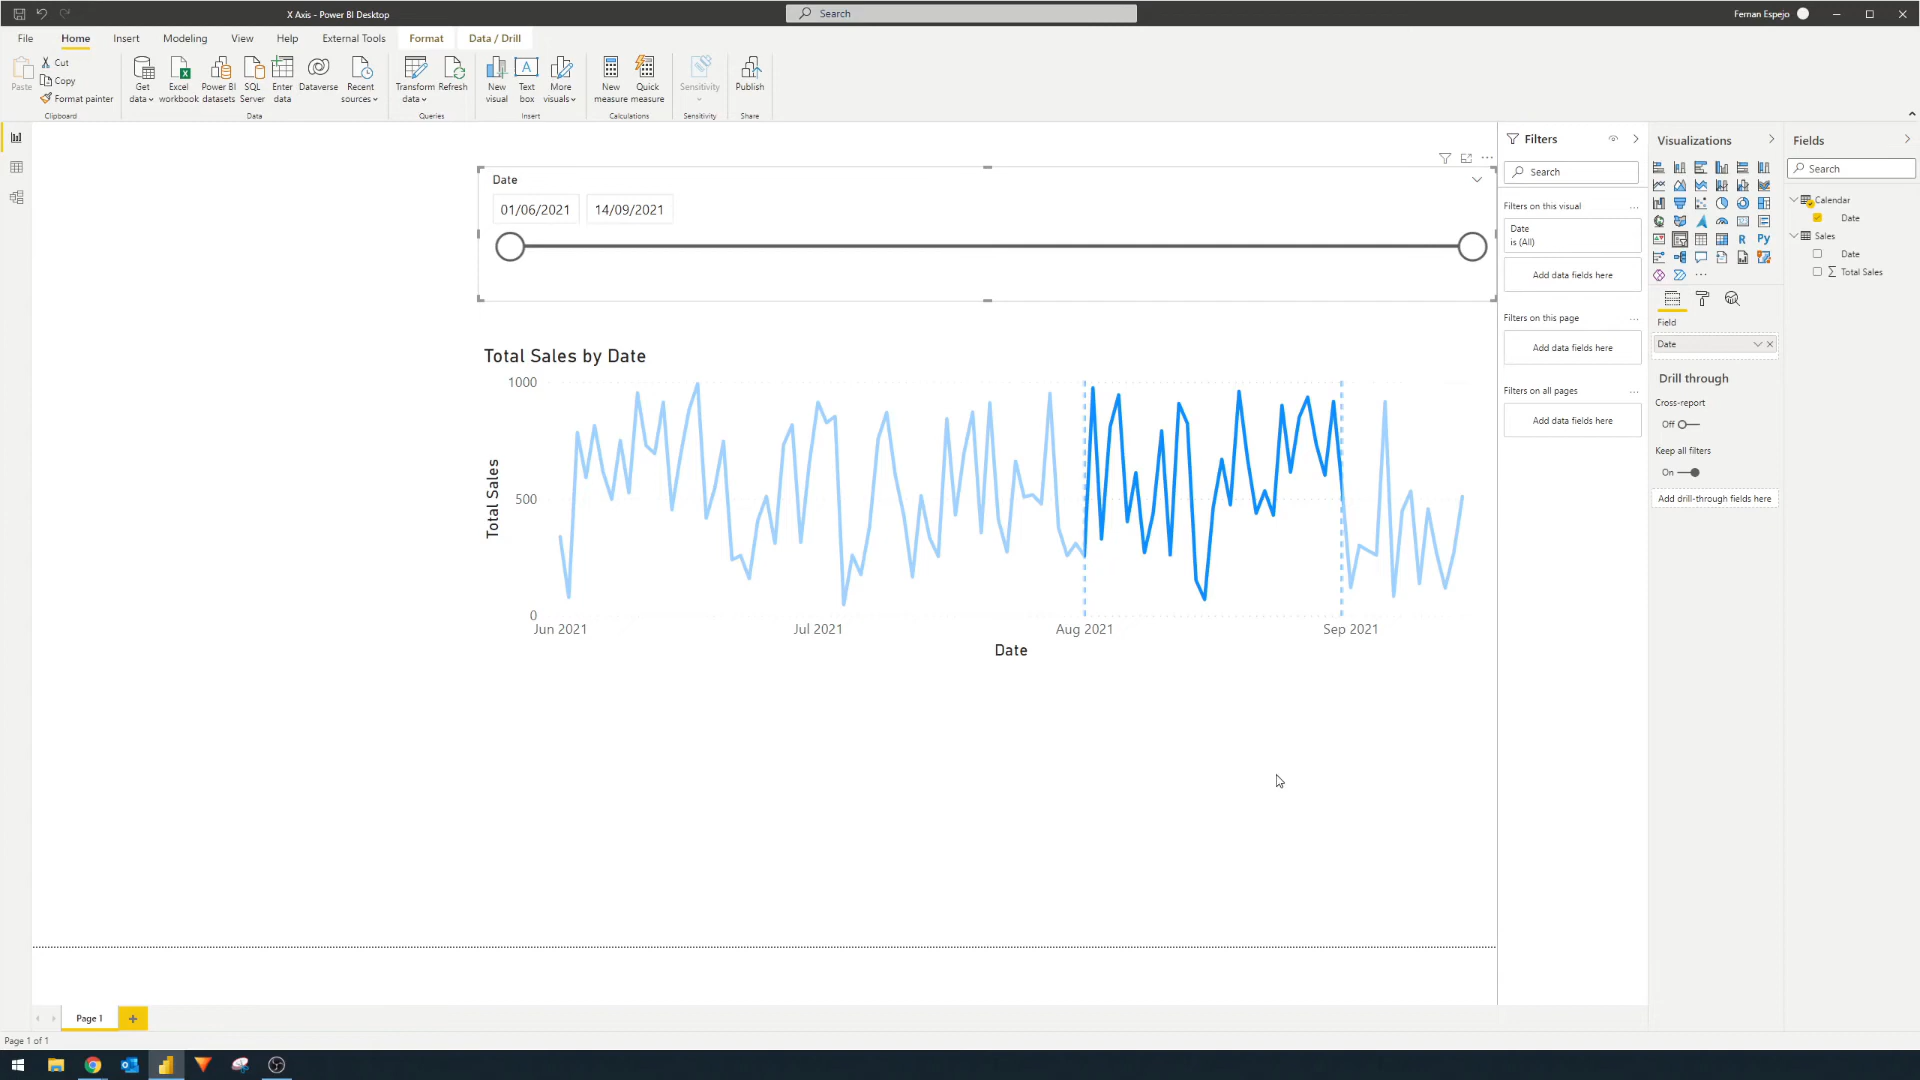 X Axis - Power BI Desktop
Search
Fernan Espejo
File
Home
Insert
Modeling
View
Help
External Tools
Format
Data / Drill
Paste
Cut
Copy
Format painter
Clipboard
Get data
Excel workbook
Power BI datasets
SQL Server
Enter data
Dataverse
Recent sources
Data
Transform data
Refresh
Queries
New visual
Text box
More visuals
Insert
New measure
Quick measure
Calculations
Sensitivity
Sensitivity
Publish
Share
Date
01/06/2021
14/09/2021
Total Sales by Date
1000
500
0
Total Sales
Jun 2021
Jul 2021
Aug 2021
Sep 2021
Date
Filters
Search
Filters on this visual
Date
is (All)
Add data fields here
Filters on this page
Add data fields here
Filters on all pages
Add data fields here
Visualizations
R
Py
Field
Date
Drill through
Cross-report
Off
Keep all filters
On
Add drill-through fields here
Fields
Search
Calendar
Date
Sales
Date
Total Sales
Page 1
Page 1 of 1